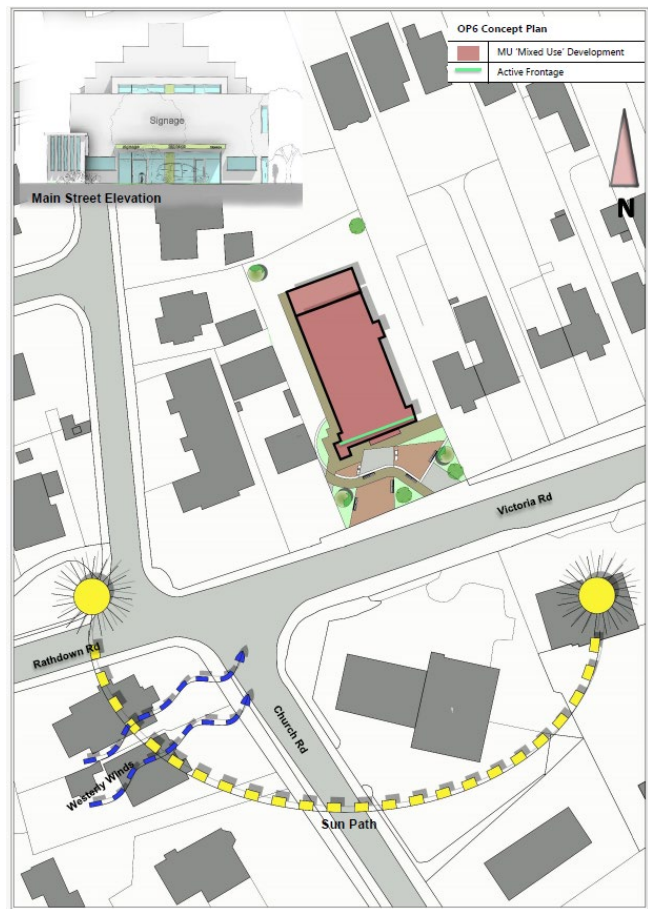 OP6 Concept Plan
MU 'Mixed Use' Development
Active Frontage
Signage
Main Street Elevation
N
Victoria Rd
Rathdown Rd
Church Rd
Westerly Winds
Sun Path